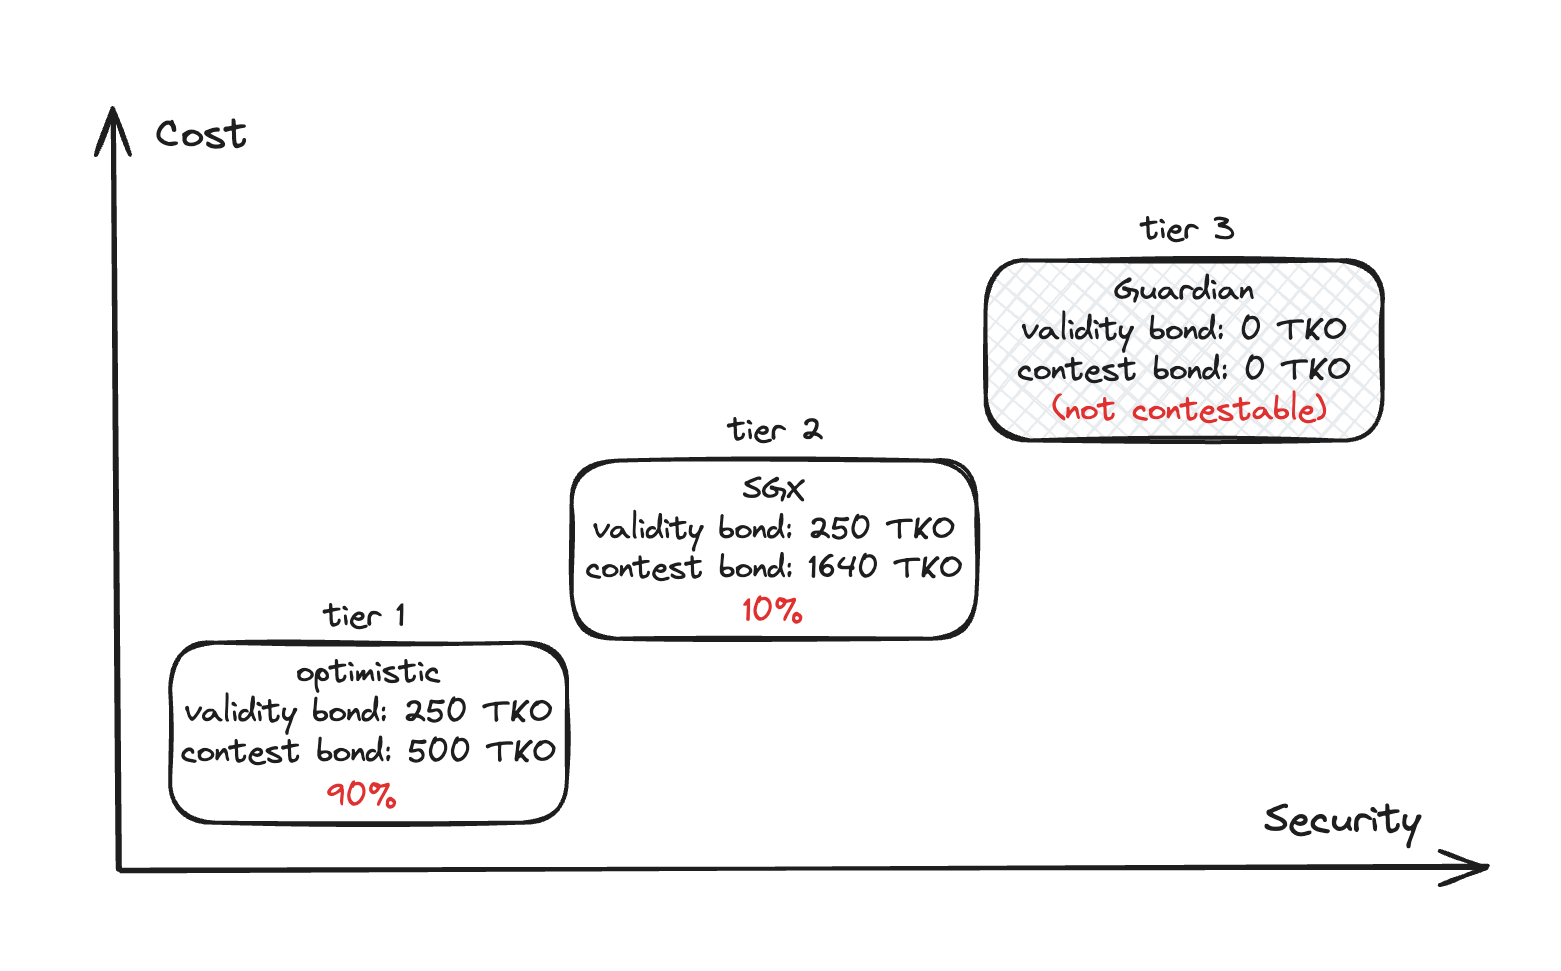 Cost
tier 3
Guardian
validity bond: 0 TKO
contest bond: 0 TKO
(not contestable)
tier 2
SGX
validity bond: 250 TKO
contest bond: 1640 TKO
10%
tier 1
optimistic
validity bond: 250 TKO
contest bond: 500 TKO
90%
Security